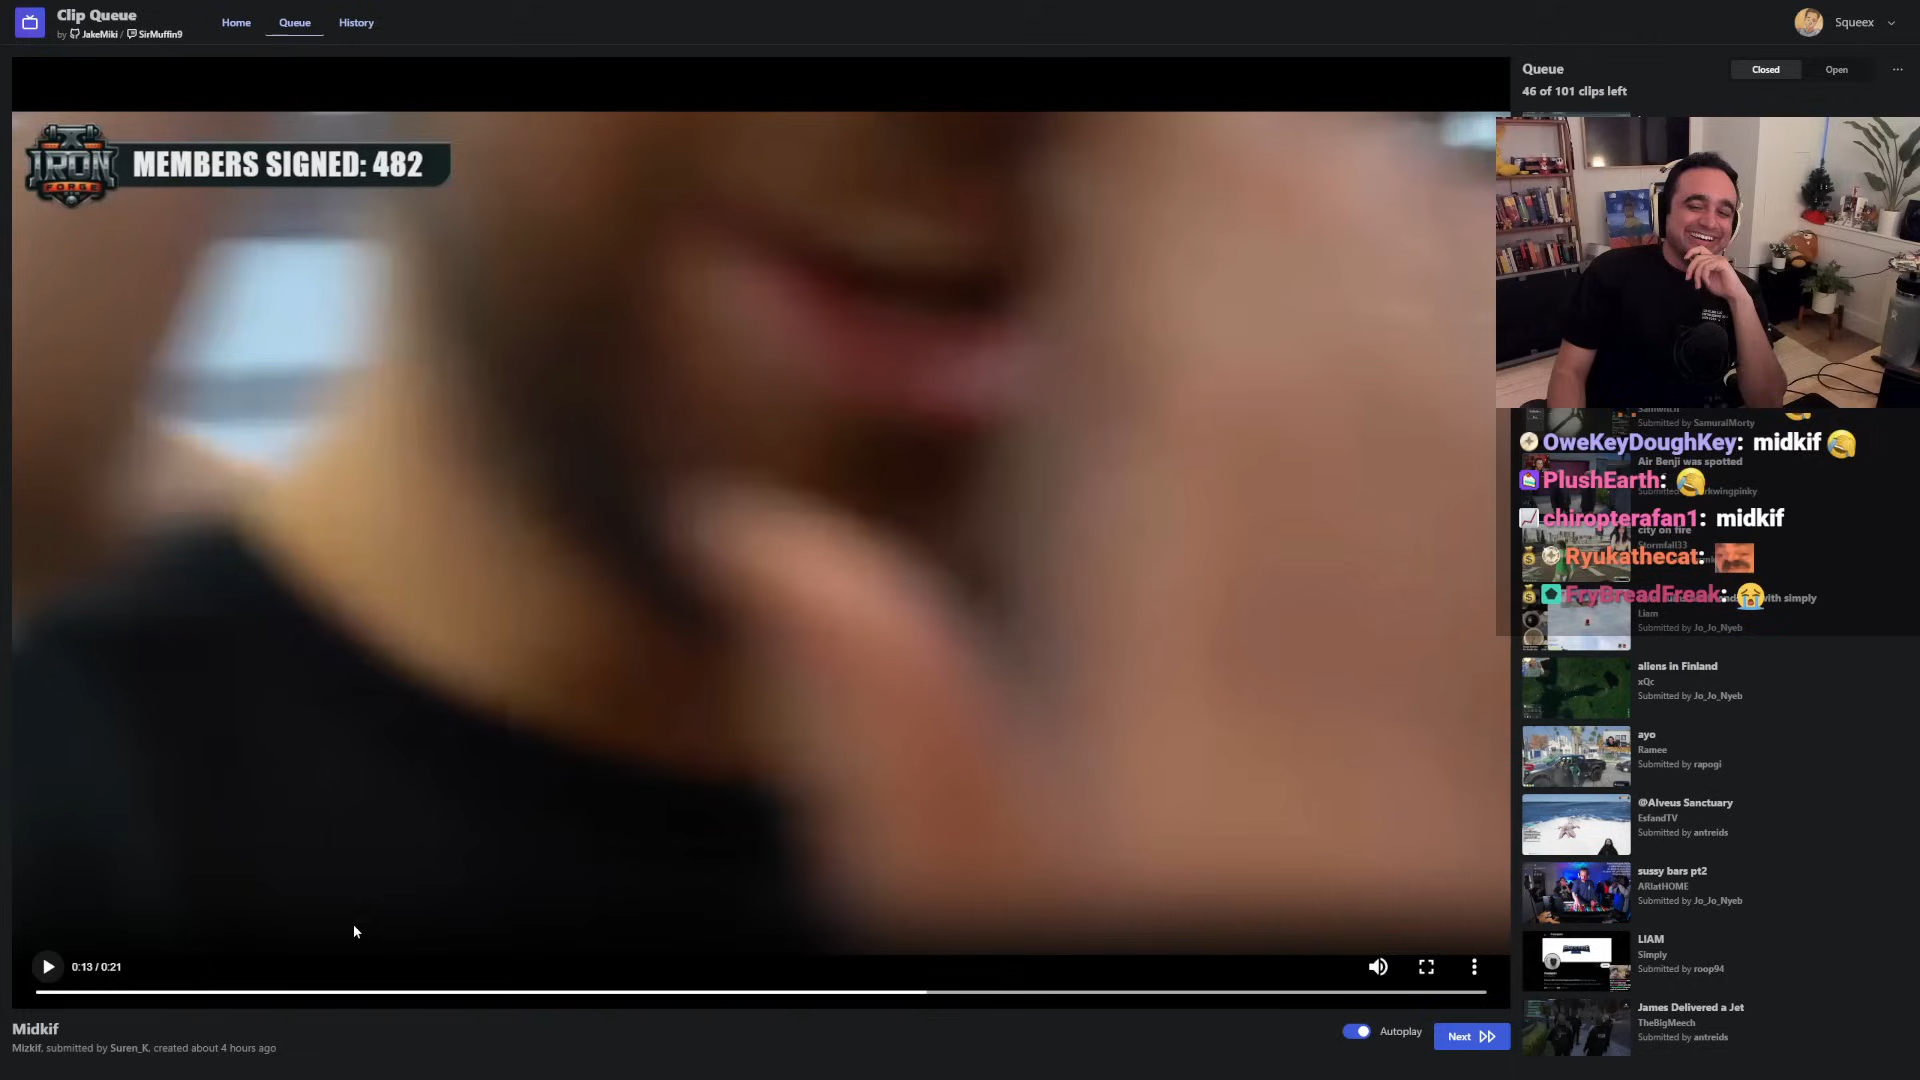 Clip Queue
by JakeMiki / SirMuffin9
Home
Queue
History
Squeex
Queue
Closed
Open
46 of 101 clips left
IRON
FORGE
MEMBERS SIGNED: 482
Submitted by SamuraiMorty
OweKeyDoughKey: midkif
Air Benji was spotted
PlushEarth:
chiropterafan1: midkif
city on fire
Stormfall33
Ryukathecat:
FryBreadFreak:
with simply
Liam
Submitted by Jo_Jo_Nyeb
aliens in Finland
xQc
Submitted by Jo_Jo_Nyeb
ayo
Ramee
Submitted by rapogi
@Alveus Sanctuary
EsfandTV
Submitted by antreids
sussy bars pt2
ARIatHOME
Submitted by Jo_Jo_Nyeb
LIAM
Simply
Submitted by roop94
James Delivered a Jet
TheBigMeech
Submitted by antreids
0:13 / 0:21
Midkif
Mizkif, submitted by Suren_K, created about 4 hours ago
Autoplay
Next